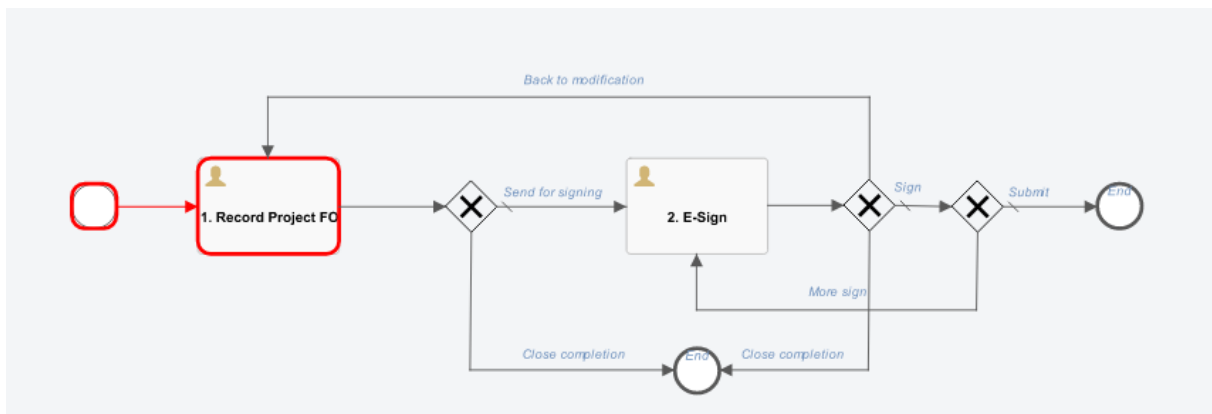 Back to modification
1. Record Project FO
Send for signing
2. E-Sign
Sign
Submit
End
More sign
Close completion
End
Close completion